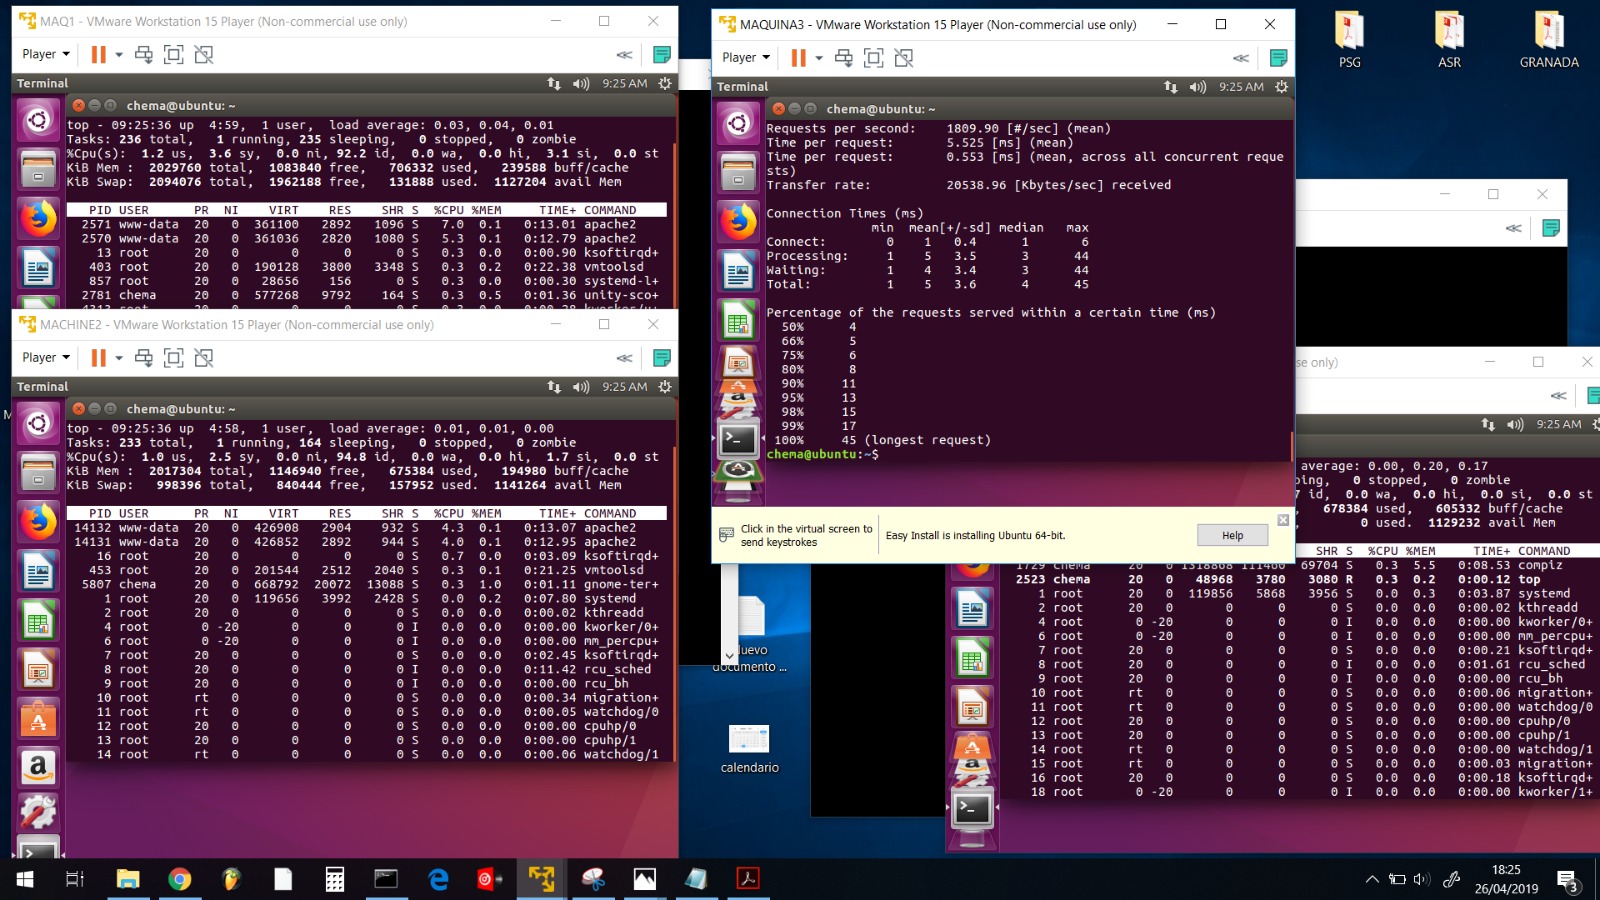 MAQ1 - VMware Workstation 15 Player (Non-commercial use only)
Player
Terminal
9:25 AM
chema@ubuntu: ~
top - 09:25:36 up  4:59,  1 user,  load average: 0.03, 0.04, 0.01
Tasks: 236 total,   1 running, 235 sleeping,   0 stopped,   0 zombie
%Cpu(s):  1.2 us,  3.6 sy,  0.0 ni, 92.2 id,  0.0 wa,  0.0 hi,  3.1 si,  0.0 st
KiB Mem :  2029760 total,  1083840 free,   706332 used,   239588 buff/cache
KiB Swap:  2094076 total,  1962188 free,   131888 used.  1127204 avail Mem
PID USER PR NI VIRT RES SHR S %CPU %MEM TIME+ COMMAND
2571 www-data 20 0 361100 2892 1096 S 7.0 0.1 0:13.01 apache2
2570 www-data 20 0 361036 2820 1080 S 5.3 0.1 0:12.79 apache2
13 root 20 0 0 0 0 S 0.3 0.0 0:00.90 ksoftirqd+
403 root 20 0 190128 3800 3348 S 0.3 0.2 0:22.38 vmtoolsd
857 root 20 0 28656 156 0 S 0.3 0.0 0:00.30 systemd-l+
2781 chema 20 0 577268 9792 164 S 0.3 0.5 0:01.36 unity-sco+
MACHINE2 - VMware Workstation 15 Player (Non-commercial use only)
Player
Terminal
9:25 AM
chema@ubuntu: ~
top - 09:25:36 up  4:58,  1 user,  load average: 0.01, 0.01, 0.00
Tasks: 233 total,   1 running, 164 sleeping,   0 stopped,   0 zombie
%Cpu(s):  1.0 us,  2.5 sy,  0.0 ni, 94.8 id,  0.0 wa,  0.0 hi,  1.7 si,  0.0 st
KiB Mem :  2017304 total,  1146940 free,   675384 used,   194980 buff/cache
KiB Swap:   998396 total,   840444 free,   157952 used.  1141264 avail Mem
PID USER PR NI VIRT RES SHR S %CPU %MEM TIME+ COMMAND
14132 www-data 20 0 426908 2904 932 S 4.3 0.1 0:13.07 apache2
14131 www-data 20 0 426852 2892 944 S 4.0 0.1 0:12.95 apache2
16 root 20 0 0 0 0 S 0.7 0.0 0:03.09 ksoftirqd+
453 root 20 0 201544 2512 2040 S 0.3 0.1 0:21.25 vmtoolsd
5807 chema 20 0 668792 20072 13088 S 0.3 1.0 0:01.11 gnome-ter+
1 root 20 0 119656 3992 2428 S 0.0 0.2 0:07.80 systemd
2 root 20 0 0 0 0 S 0.0 0.0 0:00.02 kthreadd
4 root 0 -20 0 0 0 I 0.0 0.0 0:00.00 kworker/0+
6 root 0 -20 0 0 0 I 0.0 0.0 0:00.00 mm_percpu+
7 root 20 0 0 0 0 S 0.0 0.0 0:02.45 ksoftirqd+
8 root 20 0 0 0 0 I 0.0 0.0 0:11.42 rcu_sched
9 root 20 0 0 0 0 I 0.0 0.0 0:00.00 rcu_bh
10 root rt 0 0 0 0 S 0.0 0.0 0:00.34 migration+
11 root rt 0 0 0 0 S 0.0 0.0 0:00.05 watchdog/0
12 root 20 0 0 0 0 S 0.0 0.0 0:00.00 cpuhp/0
13 root 20 0 0 0 0 S 0.0 0.0 0:00.00 cpuhp/1
14 root rt 0 0 0 0 S 0.0 0.0 0:00.06 watchdog/1
MAQUINA3 - VMware Workstation 15 Player (Non-commercial use only)
Player
Terminal
9:25 AM
chema@ubuntu: ~
Requests per second:    1809.90 [#/sec] (mean)
Time per request:       5.525 [ms] (mean)
Time per request:       0.553 [ms] (mean, across all concurrent reque
sts)
Transfer rate:          20538.96 [Kbytes/sec] received
Connection Times (ms)
min  mean[+/-sd] median   max
Connect:        0    1   0.4      1       6
Processing:     1    5   3.5      3      44
Waiting:        1    4   3.4      3      44
Total:          1    5   3.6      4      45
Percentage of the requests served within a certain time (ms)
50%      4
66%      5
75%      6
80%      8
90%     11
95%     13
98%     15
99%     17
100%     45 (longest request)
chema@ubuntu:~$
Click in the virtual screen to
send keystrokes
Easy Install is installing Ubuntu 64-bit.
Help
PSG
ASR
GRANADA
se only)
9:25 AM
average: 0.00, 0.20, 0.17
ping,   0 stopped,   0 zombie
id,  0.0 wa,  0.0 hi,  0.0 si,  0.0 st
678384 used,   605332 buff/cache
0 used.  1129232 avail Mem
SHR S %CPU %MEM TIME+ COMMAND
1729 chema 20 0 1318868 111460 69704 S 0.3 5.5 0:08.53 compiz
2523 chema 20 0 48968 3780 3080 R 0.3 0.2 0:00.12 top
1 root 20 0 119856 5868 3956 S 0.0 0.3 0:03.87 systemd
2 root 20 0 0 0 0 S 0.0 0.0 0:00.02 kthreadd
4 root 0 -20 0 0 0 I 0.0 0.0 0:00.00 kworker/0+
6 root 0 -20 0 0 0 I 0.0 0.0 0:00.00 mm_percpu+
7 root 20 0 0 0 0 S 0.0 0.0 0:00.21 ksoftirqd+
8 root 20 0 0 0 0 I 0.0 0.0 0:01.61 rcu_sched
9 root 20 0 0 0 0 I 0.0 0.0 0:00.00 rcu_bh
10 root rt 0 0 0 0 S 0.0 0.0 0:00.06 migration+
11 root rt 0 0 0 0 S 0.0 0.0 0:00.00 watchdog/0
12 root 20 0 0 0 0 S 0.0 0.0 0:00.00 cpuhp/0
13 root 20 0 0 0 0 S 0.0 0.0 0:00.00 cpuhp/1
14 root rt 0 0 0 0 S 0.0 0.0 0:00.00 watchdog/1
15 root rt 0 0 0 0 S 0.0 0.0 0:00.03 migration+
16 root 20 0 0 0 0 S 0.0 0.0 0:00.18 ksoftirqd+
18 root 0 -20 0 0 0 I 0.0 0.0 0:00.00 kworker/1+
uevo
documento ...
calendario
18:25
26/04/2019
3